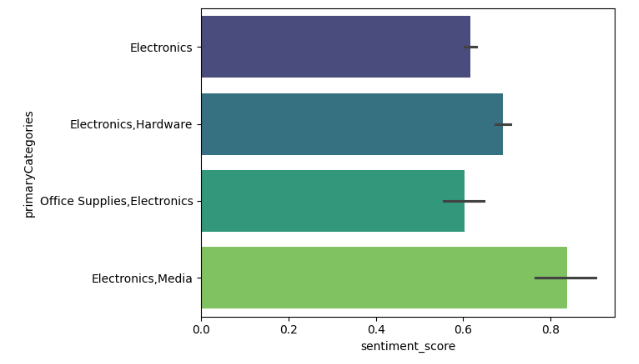 Electronics
Electronics,Hardware
Office Supplies,Electronics
Electronics,Media
primaryCategories
0.0 0.2 0.4 0.6 0.8
sentiment_score